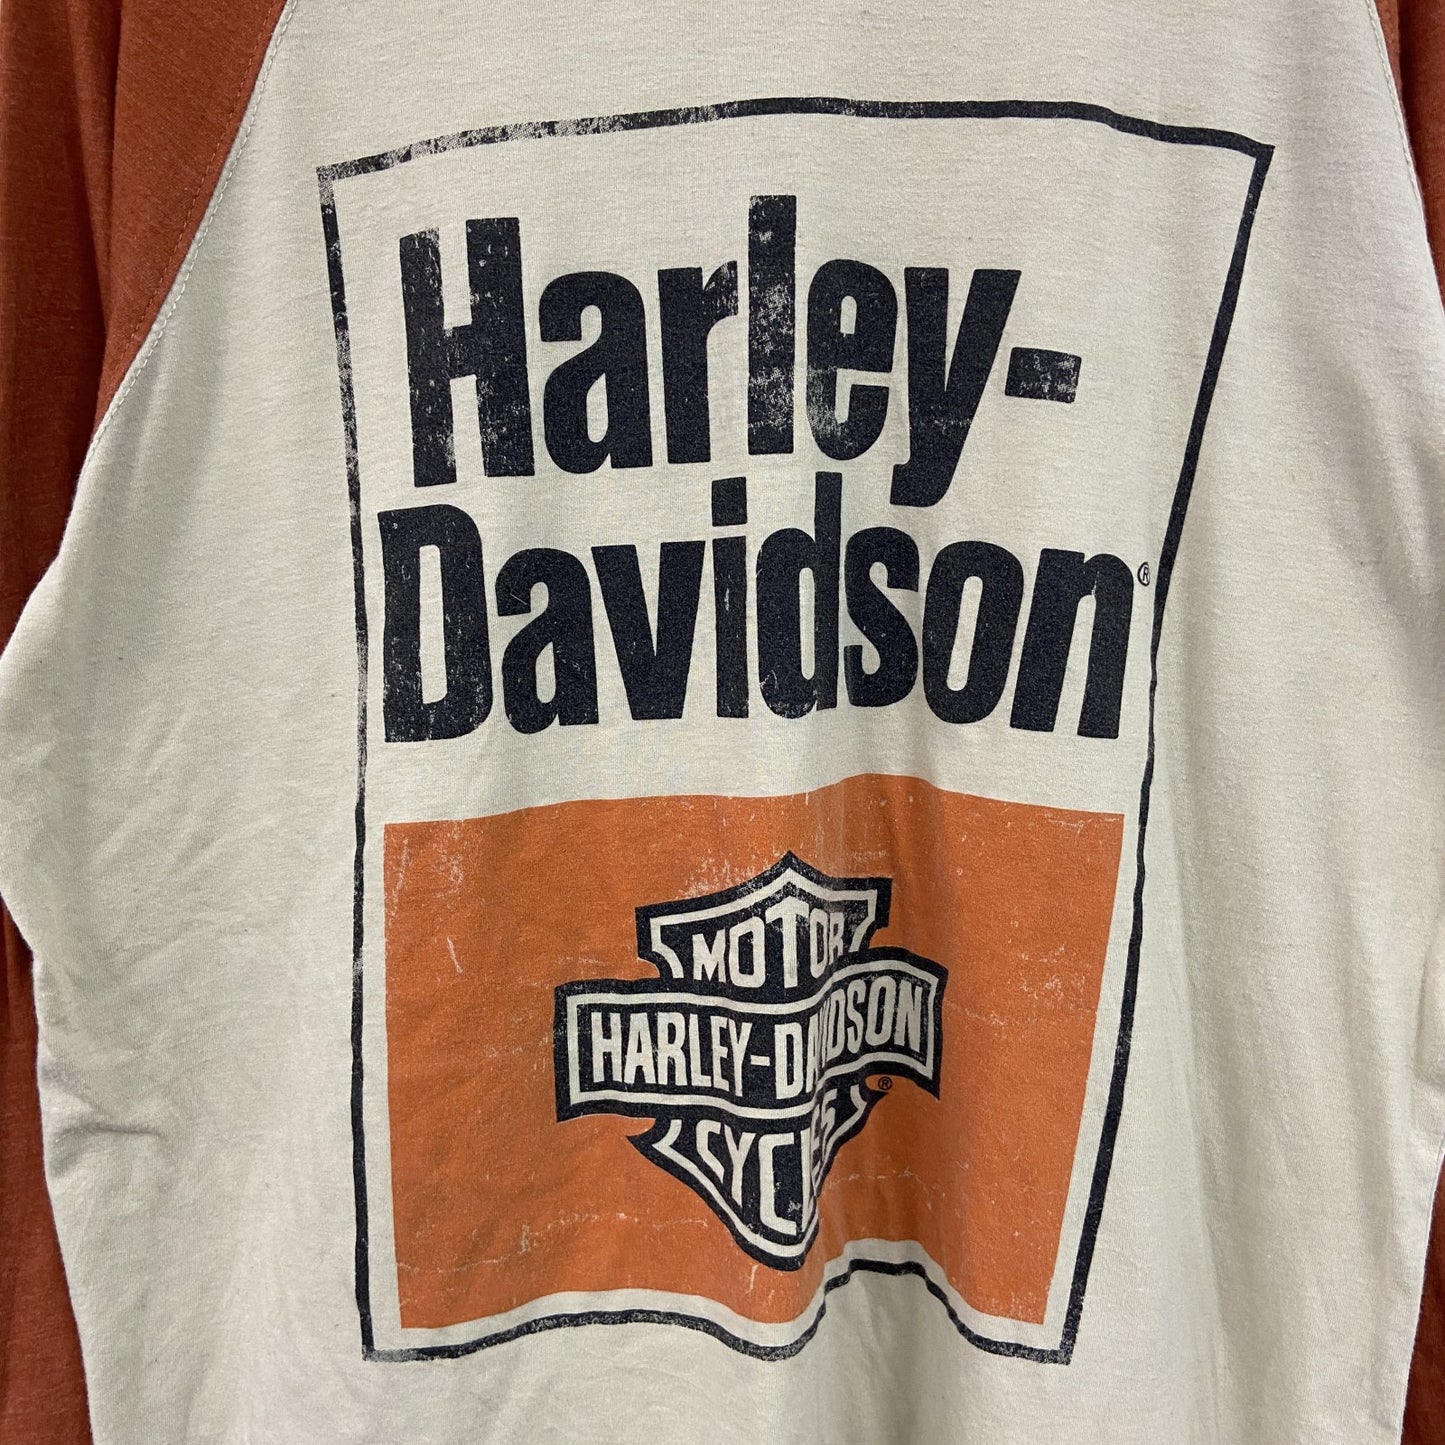 Harley-
Davidson®
MOTOR
HARLEY-DAVIDSON
®
CYCLES